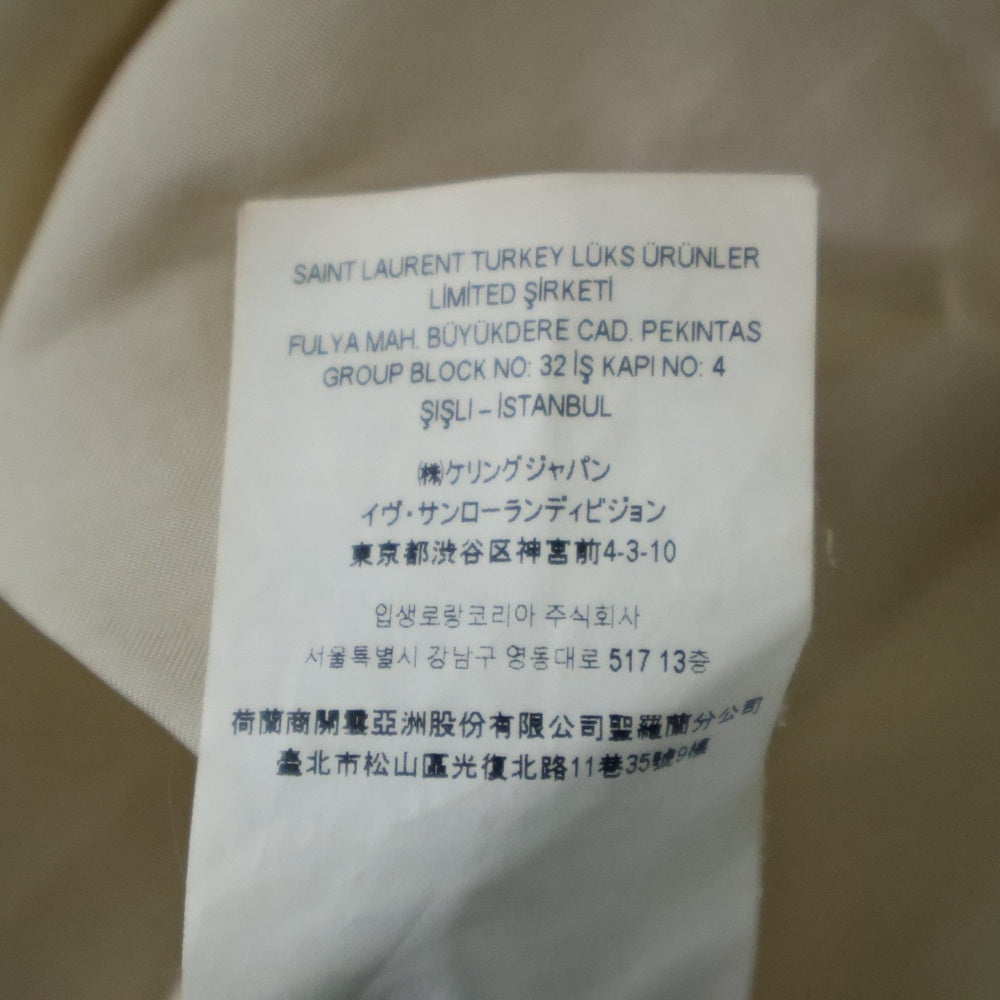 SAINT LAURENT TURKEY LÜKS ÜRÜNLER
LİMİTED ŞİRKETİ
FULYA MAH. BÜYÜKDERE CAD. PEKINTAS
GROUP BLOCK NO: 32 İŞ KAPI NO: 4
ŞIŞLI – İSTANBUL
㈱ケリングジャパン
イヴ・サンローランディビジョン
東京都渋谷区神宮前4-3-10
입생로랑코리아 주식회사
서울특별시 강남구 영동대로 517 13층
荷蘭商開雲亞洲股份有限公司聖羅蘭分公司
臺北市松山區光復北路11巷35號9樓